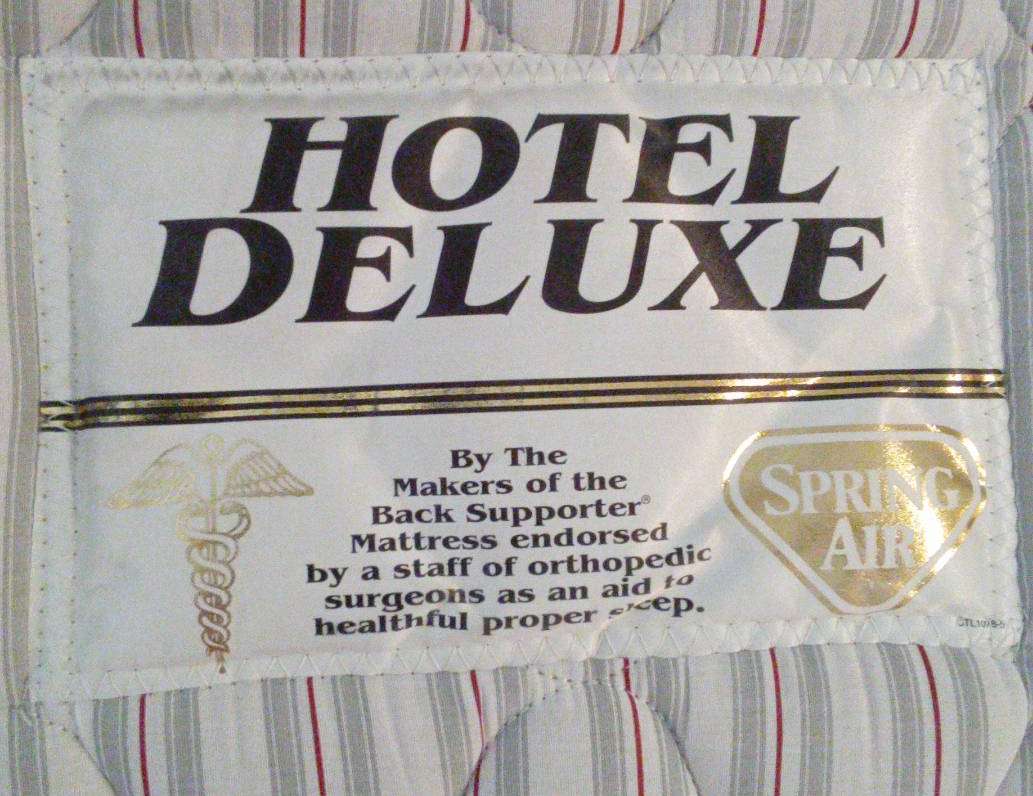 HOTEL
DELUXE
By The
Makers of the
Back Supporter®
Mattress endorsed
by a staff of orthopedic
surgeons as an aid to
healthful proper sleep.
SPRING
AIR